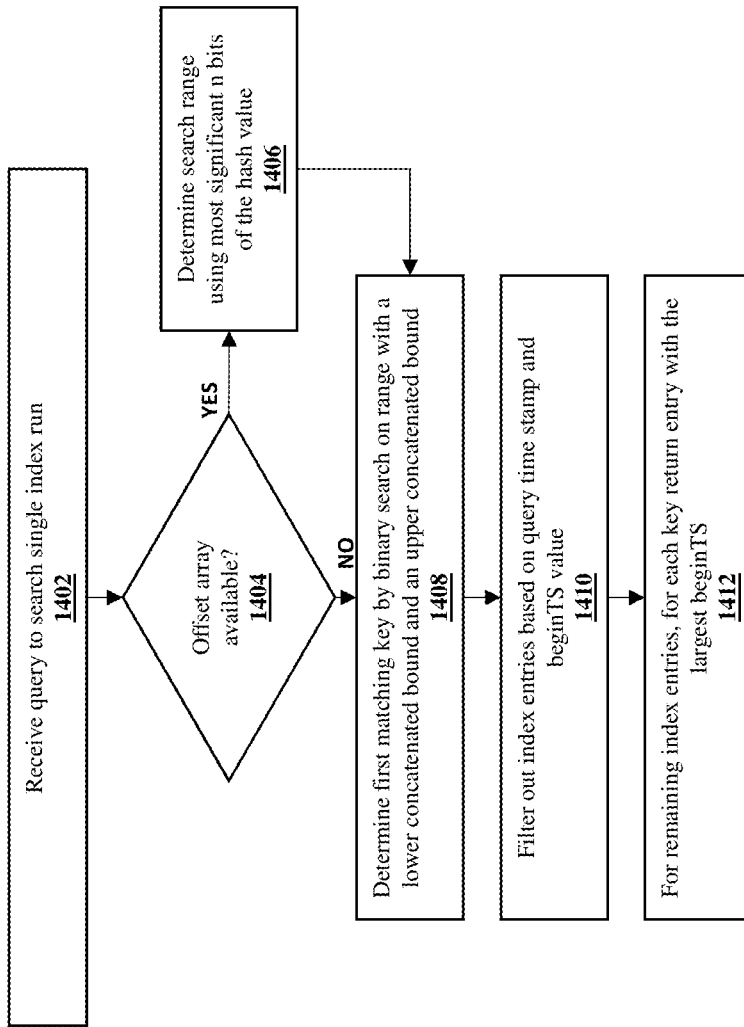 Receive query to search single index run
1402
Offset array
available?
1404
YES
Determine search range
using most significant n bits
of the hash value
1406
NO
Determine first matching key by binary search on range with a
lower concatenated bound and an upper concatenated bound
1408
Filter out index entries based on query time stamp and
beginTS value
1410
For remaining index entries, for each key return entry with the
largest beginTS
1412